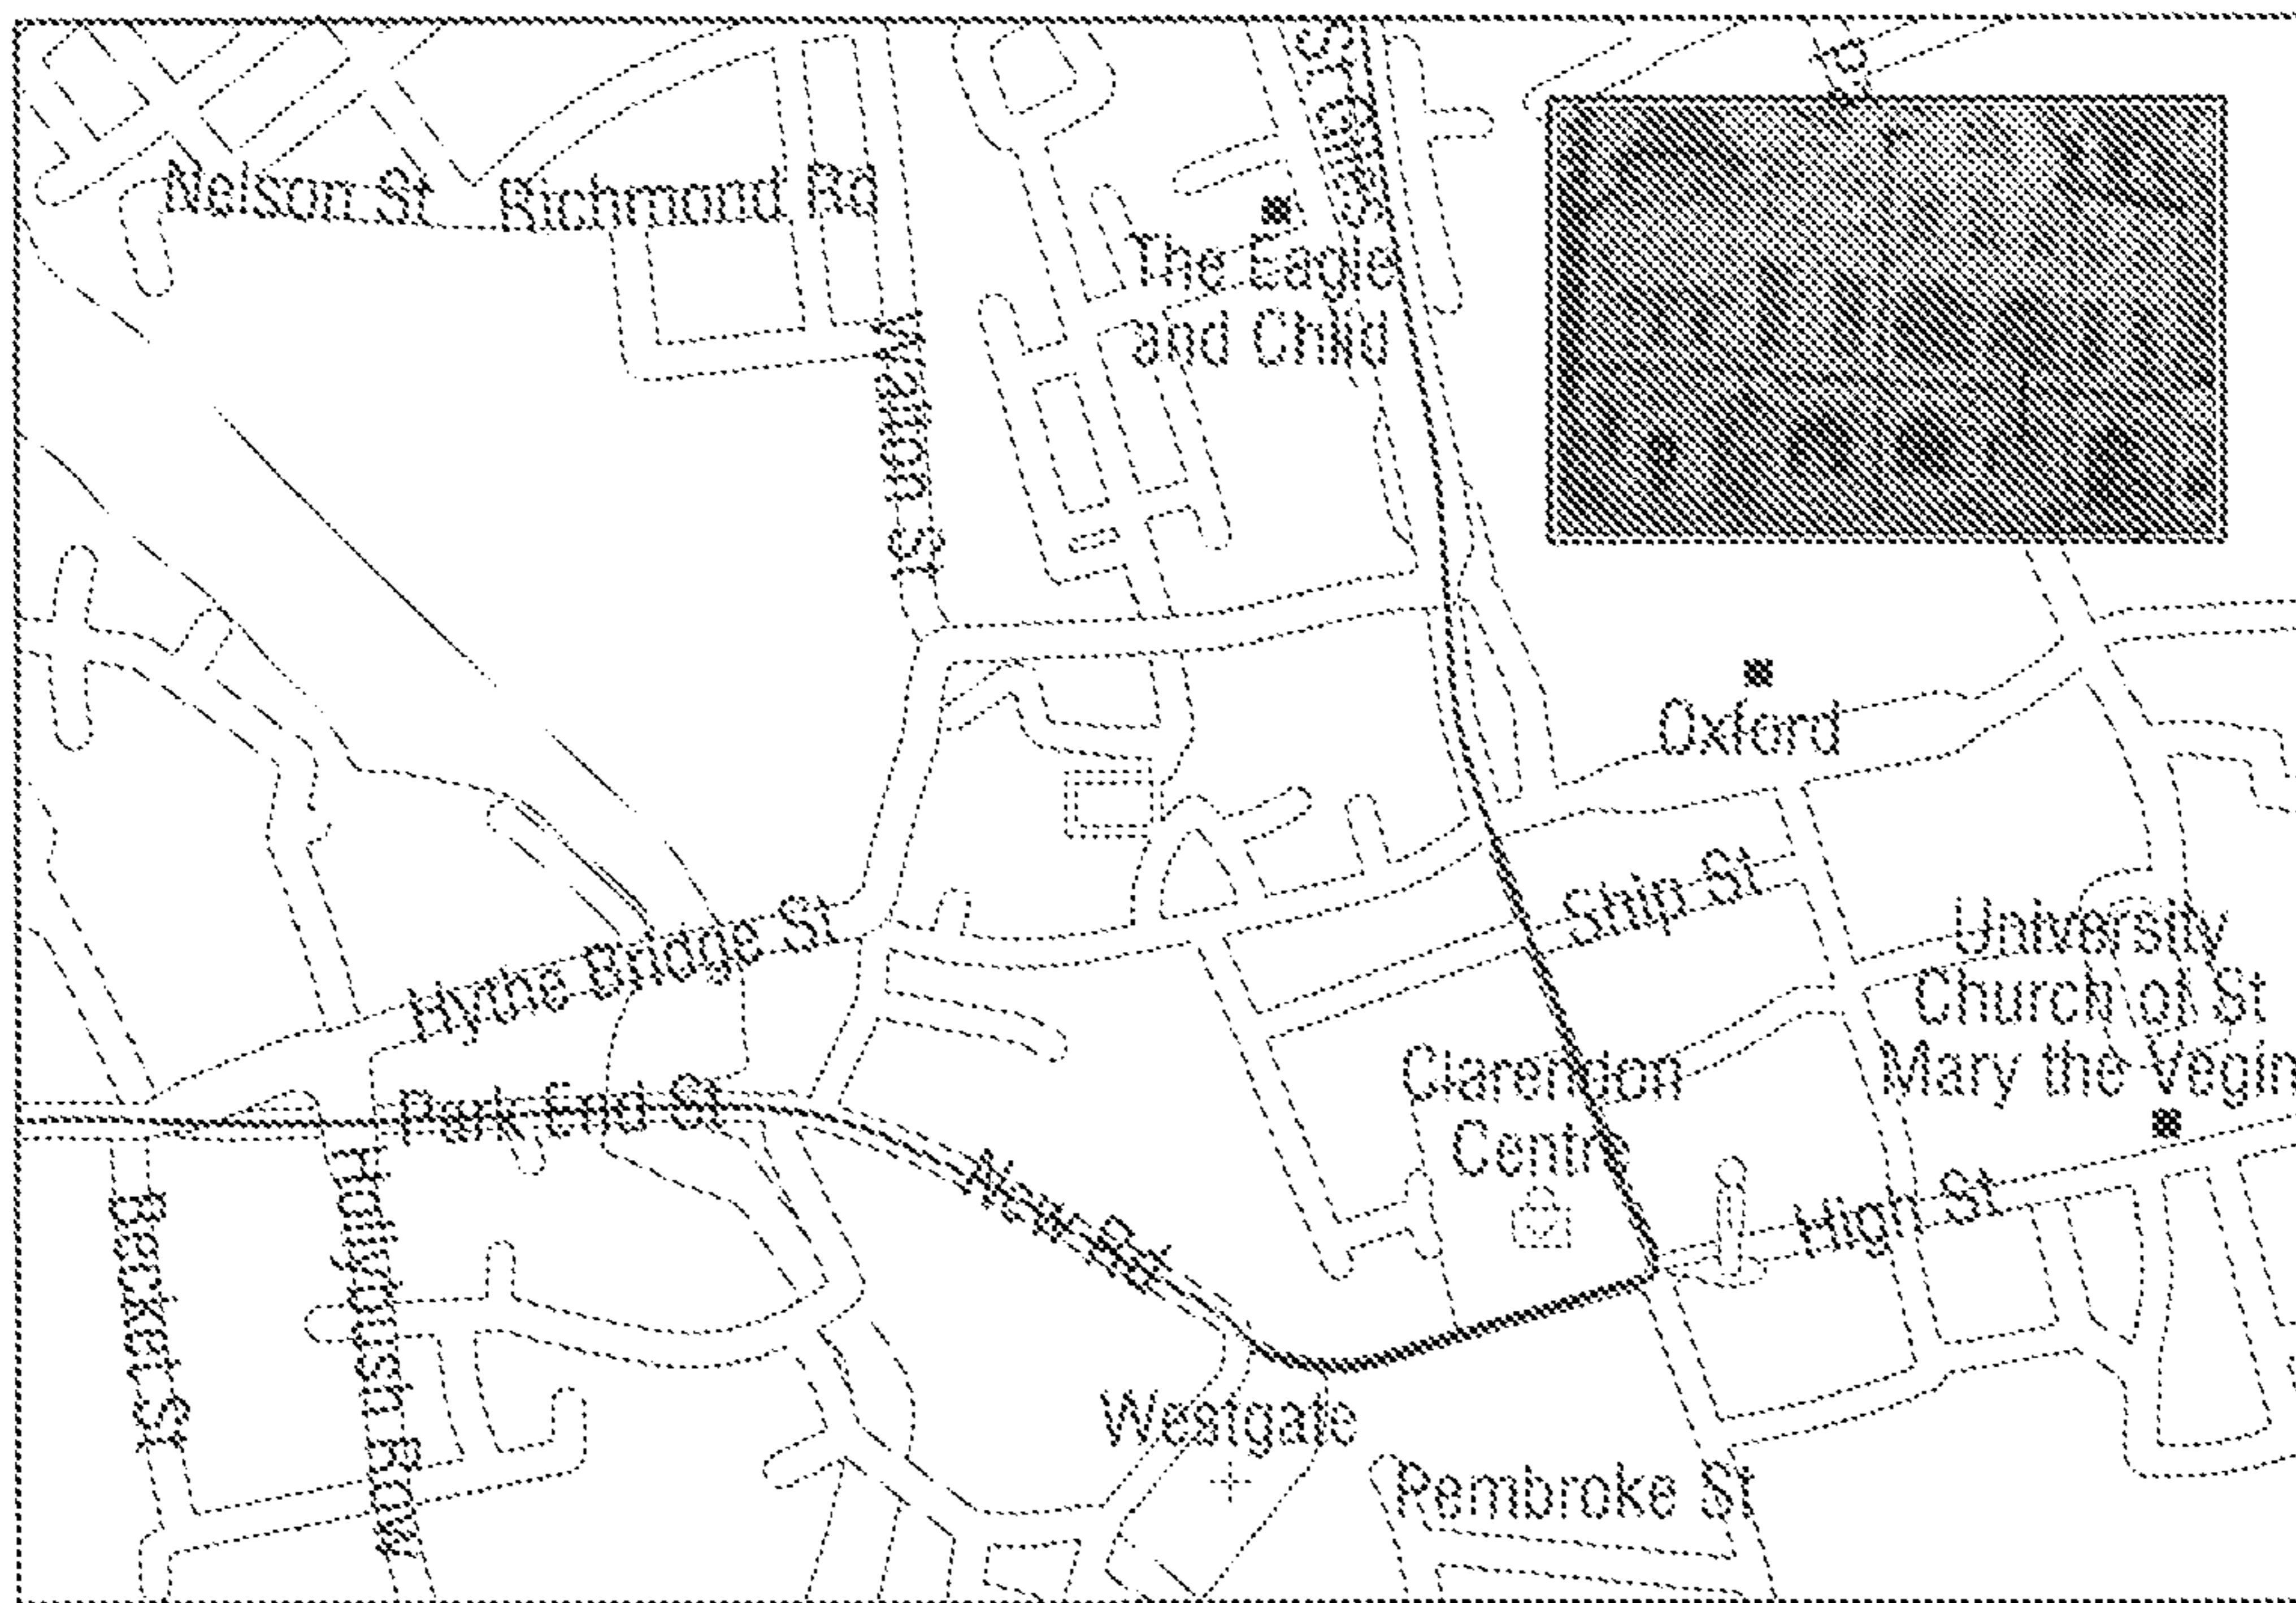 St Giles
Rd
Nelson St
Richmond Rd
The Eagle
and Child
Walton St
Oxford
Ship St
Hythe Bridge St
University
Church of St
Mary the Vegin
Clarendon
Centre
Park End St
New Rd
High St
Becket St
Hollybush Row
Westgate
Pembroke St